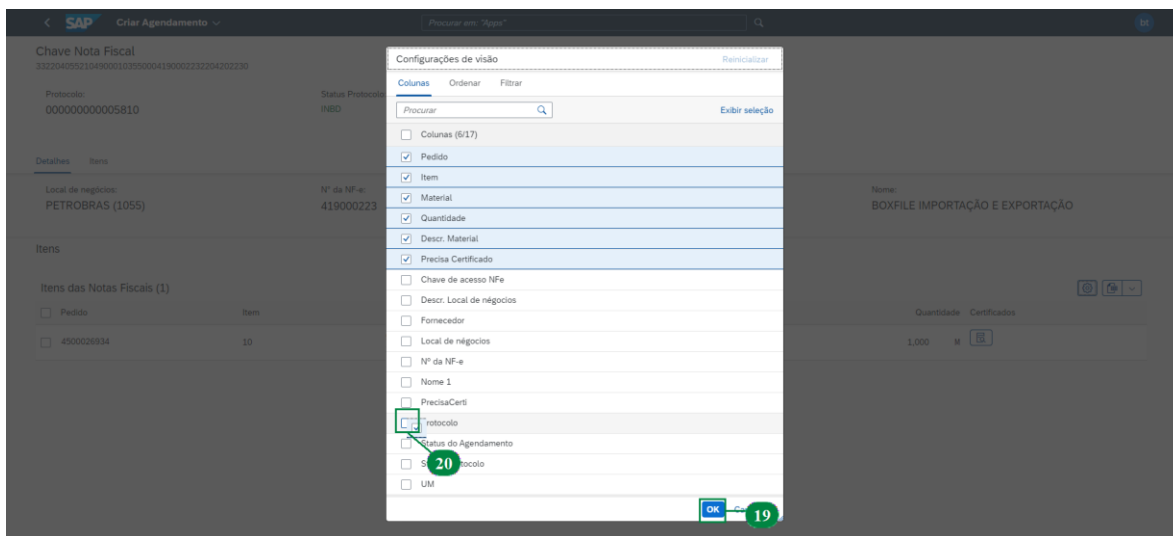 SAP Criar Agendamento
Procurar em: "Apps"
bt
Chave Nota Fiscal
Protocolo:
000000000005810
Status Protocolo:
INBD
Detalhes Itens
Local de negócios:
PETROBRAS (1055)
Nº da NF-e:
419000223
Nome:
BOXFILE IMPORTAÇÃO E EXPORTAÇÃO
Itens
Itens das Notas Fiscais (1)
Pedido Item Quantidade Certificados
4500026934 10 1,000 M
Configurações de visão Reinicializar
Colunas Ordenar Filtrar
Procurar Exibir seleção
Colunas (6/17)
Pedido
Item
Material
Quantidade
Descr. Material
Precisa Certificado
Chave de acesso NFe
Descr. Local de négocios
Fornecedor
Local de négocios
Nº da NF-e
Nome 1
PrecisaCerti
rotocolo
Status do Agendamento
S 20 tocolo
UM
OK 19